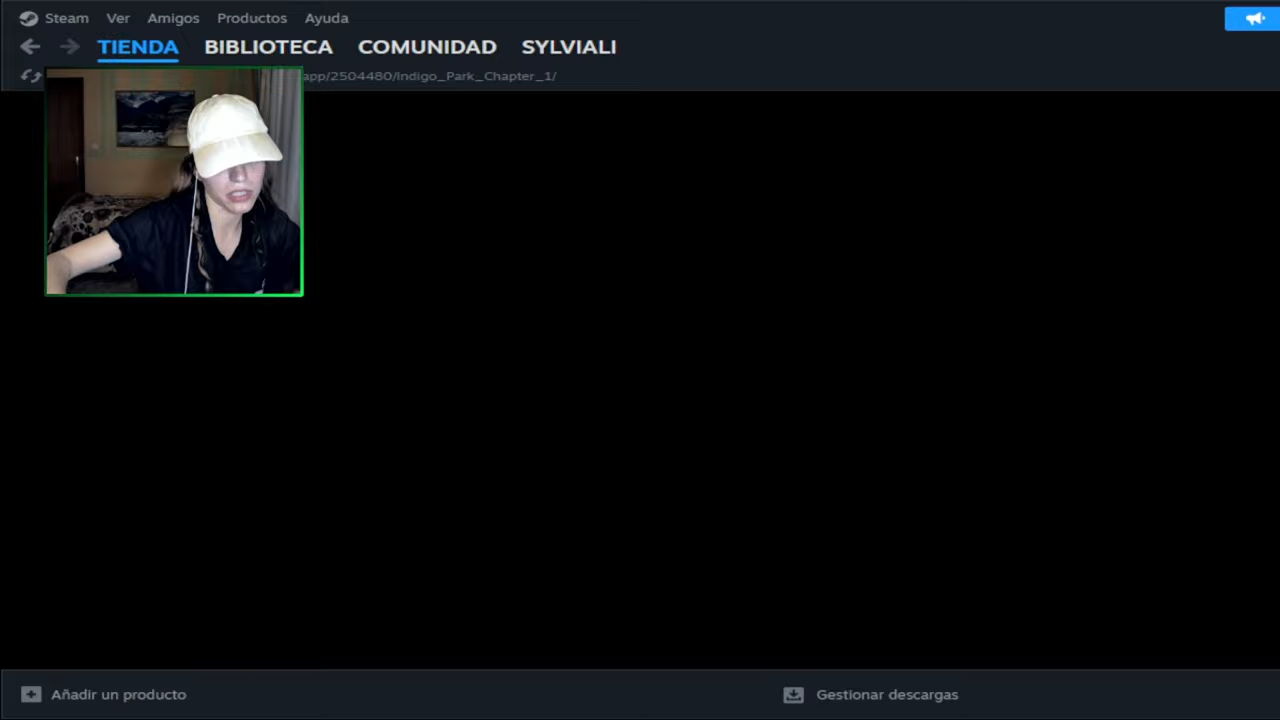 Steam Ver Amigos Productos Ayuda
TIENDA BIBLIOTECA COMUNIDAD SYLVIALI
app/2504480/Indigo_Park_Chapter_1/
Añadir un producto
Gestionar descargas